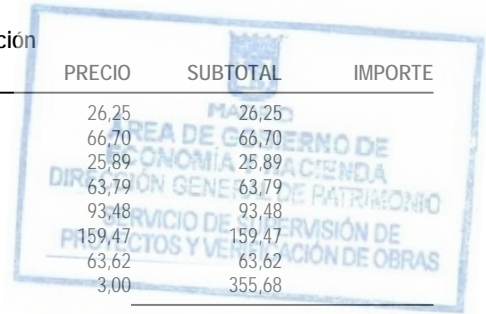 ción
PRECIO SUBTOTAL IMPORTE
26,25 26,25
66,70 66,70
25,89 25,89
63,79 63,79
93,48 93,48
159,47 159,47
63,62 63,62
3,00 355,68
MADRID
ÁREA DE GOBIERNO DE
ECONOMÍA Y HACIENDA
DIRECCIÓN GENERAL DE PATRIMONIO
SERVICIO DE SUPERVISIÓN DE
PROYECTOS Y VERIFICACIÓN DE OBRAS